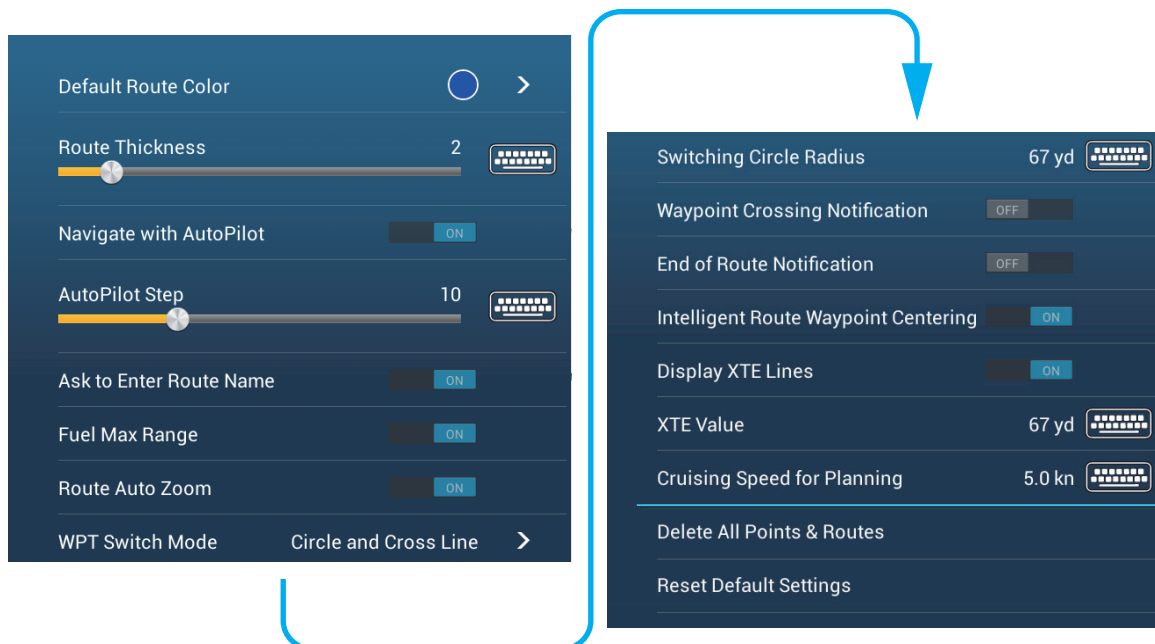 Default Route Color
Route Thickness 2
Navigate with AutoPilot ON
AutoPilot Step 10
Ask to Enter Route Name ON
Fuel Max Range ON
Route Auto Zoom ON
WPT Switch Mode Circle and Cross Line
Switching Circle Radius 67 yd
Waypoint Crossing Notification OFF
End of Route Notification OFF
Intelligent Route Waypoint Centering ON
Display XTE Lines ON
XTE Value 67 yd
Cruising Speed for Planning 5.0 kn
Delete All Points & Routes
Reset Default Settings